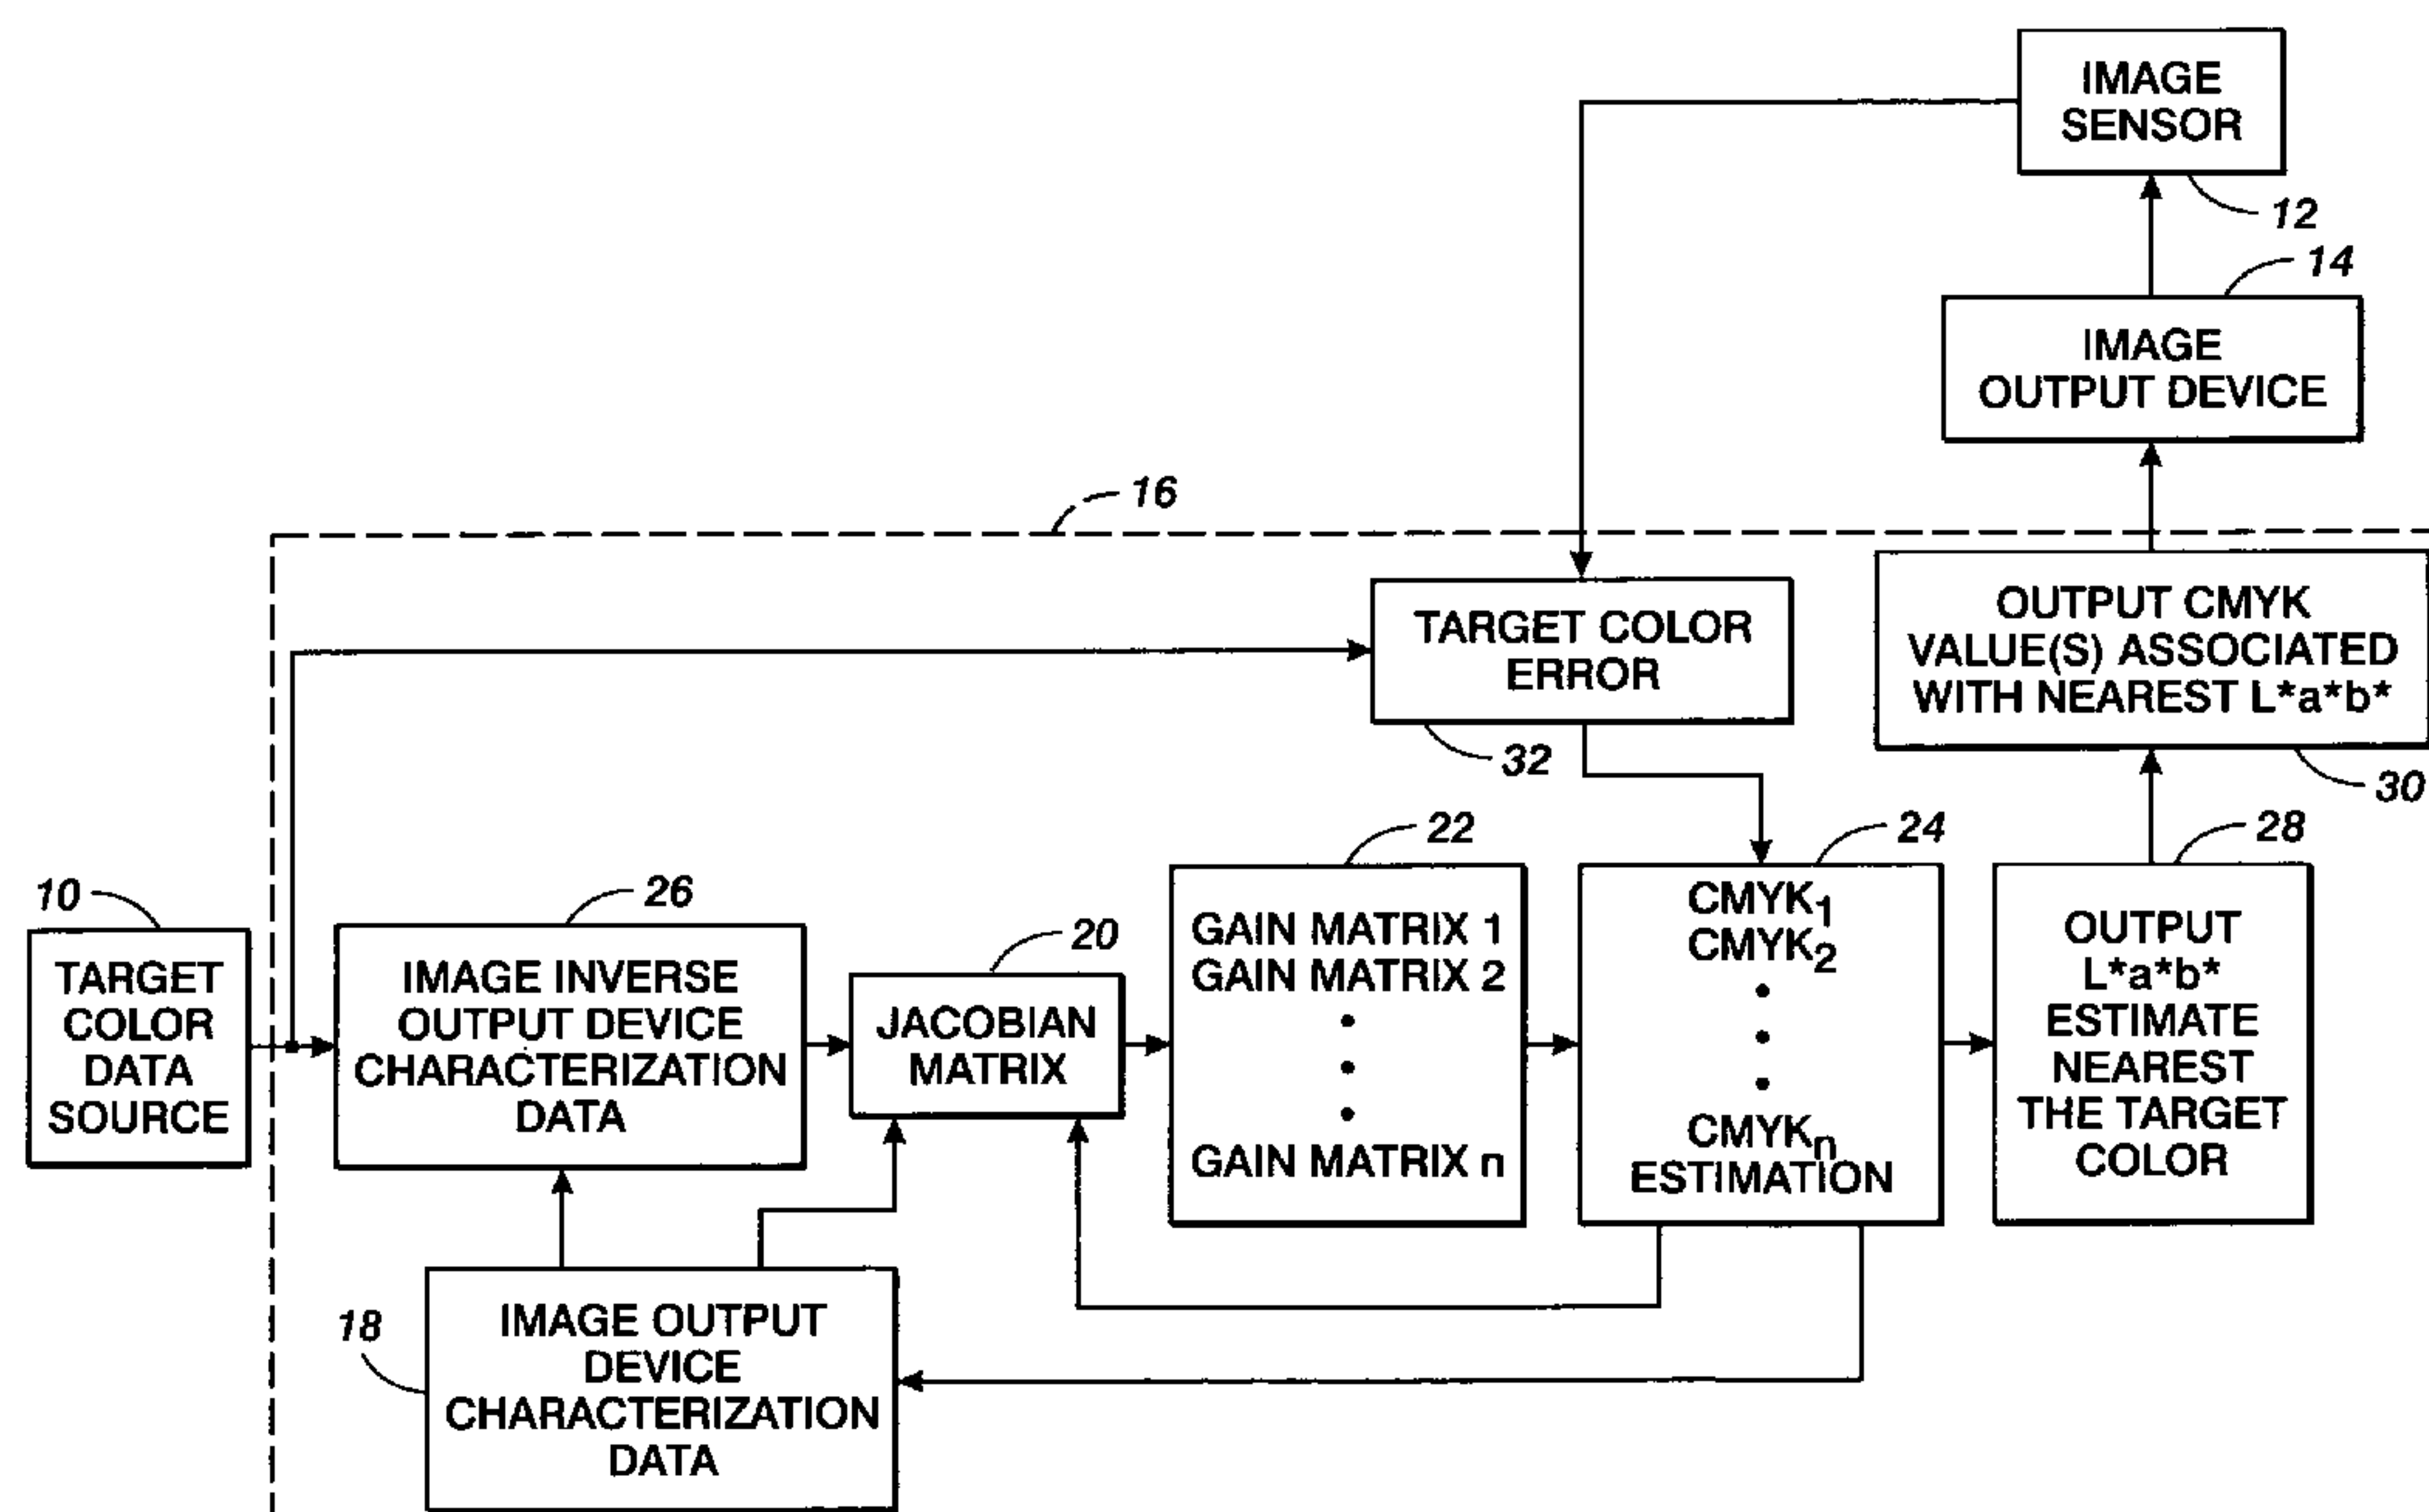 IMAGE
SENSOR
12
14
IMAGE
OUTPUT DEVICE
16
TARGET COLOR
ERROR
32
OUTPUT CMYK
VALUE(S) ASSOCIATED
WITH NEAREST L*a*b*
30
10
TARGET
COLOR
DATA
SOURCE
26
IMAGE INVERSE
OUTPUT DEVICE
CHARACTERIZATION
DATA
20
JACOBIAN
MATRIX
22
GAIN MATRIX 1
GAIN MATRIX 2
•
•
•
GAIN MATRIX n
24
CMYK1
CMYK2
•
•
•
CMYKn
ESTIMATION
28
OUTPUT
L*a*b*
ESTIMATE
NEAREST
THE TARGET
COLOR
18
IMAGE OUTPUT
DEVICE
CHARACTERIZATION
DATA